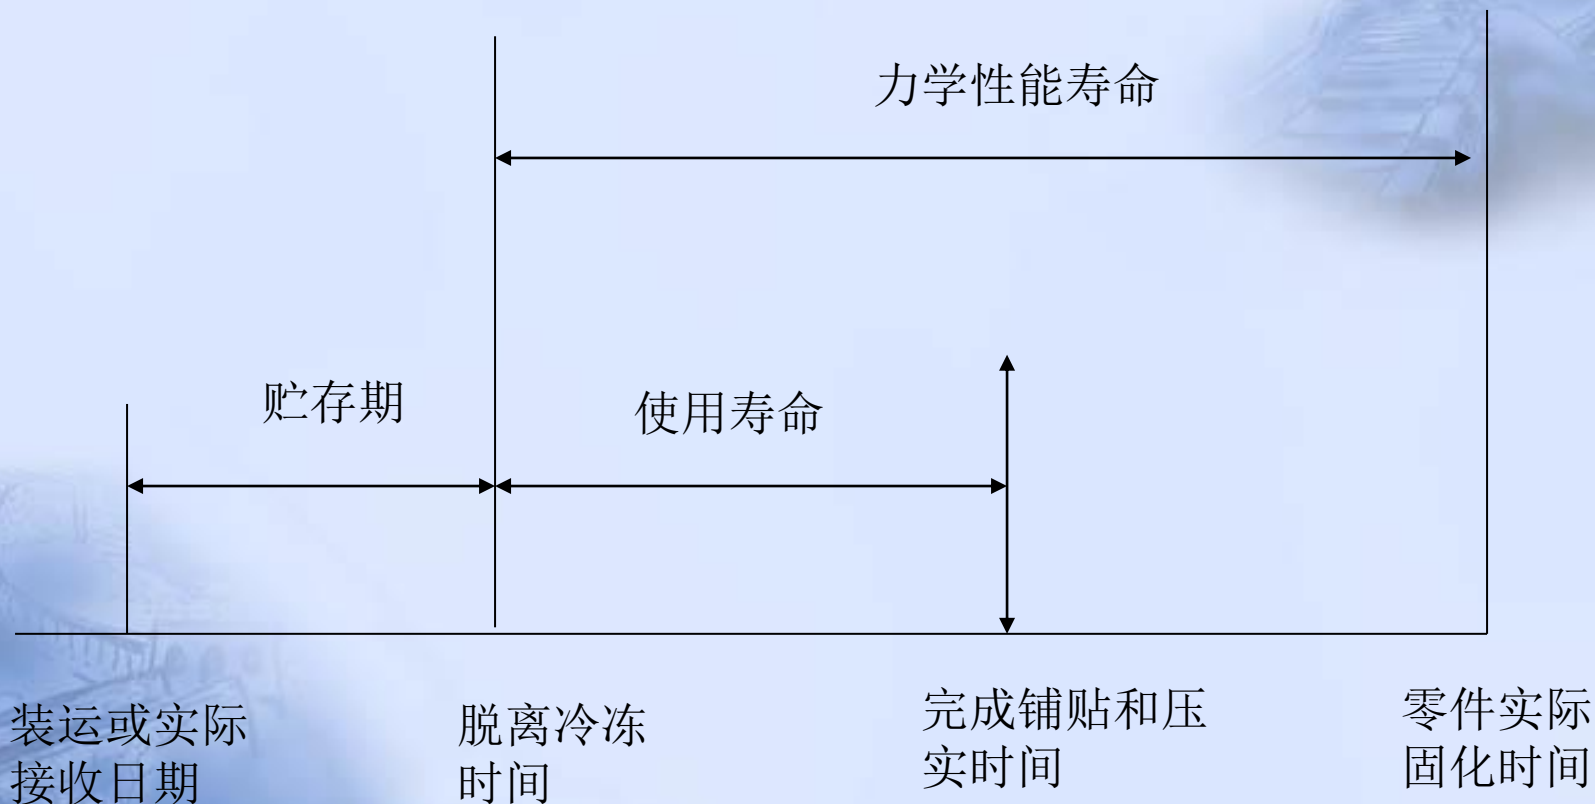 力学性能寿命
贮存期
使用寿命
装运或实际
接收日期
脱离冷冻
时间
完成铺贴和压
实时间
零件实际
固化时间